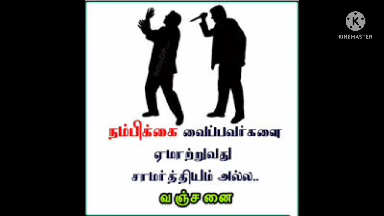 KINEMASTER
நம்பிக்கை வைப்பவர்களை
ஏமாற்றுவது
சாமர்த்தியம் அல்ல..
வஞ்சனை